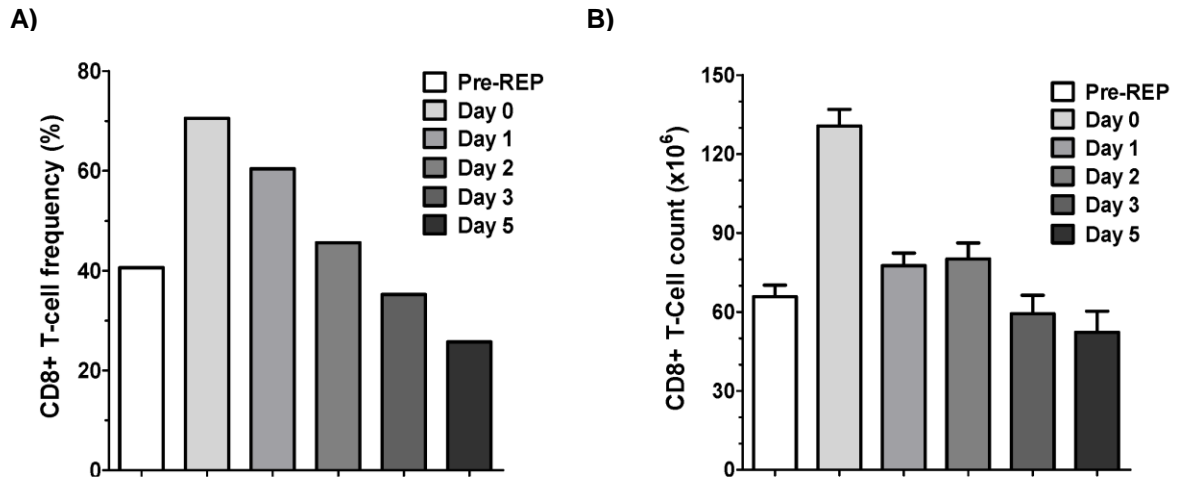 A)
CD8+ T-cell frequency (%)
80
60
40
20
0
Pre-REP
Day 0
Day 1
Day 2
Day 3
Day 5
B)
CD8+ T-Cell count (x10⁶)
150
120
90
60
30
0
Pre-REP
Day 0
Day 1
Day 2
Day 3
Day 5